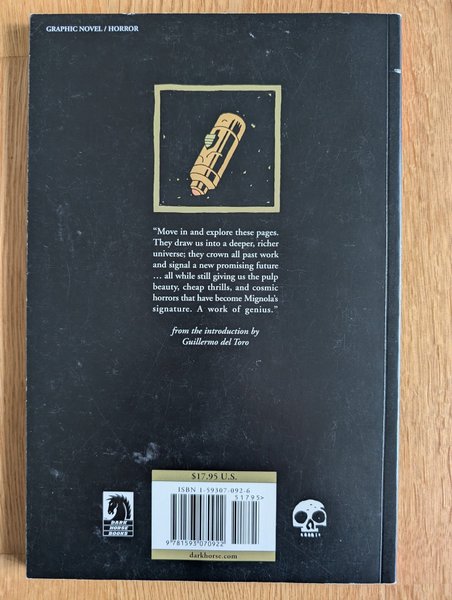 GRAPHIC NOVEL / HORROR
“Move in and explore these pages.
They draw us into a deeper, richer
universe; they crown all past work
and signal a new promising future
… all while still giving us the pulp
beauty, cheap thrills, and cosmic
horrors that have become Mignola's
signature. A work of genius.”
from the introduction by
Guillermo del Toro
$17.95 U.S.
ISBN 1-59307-092-6
51795>
9 781593 070922
darkhorse.com
DARK
HORSE
BOOKS